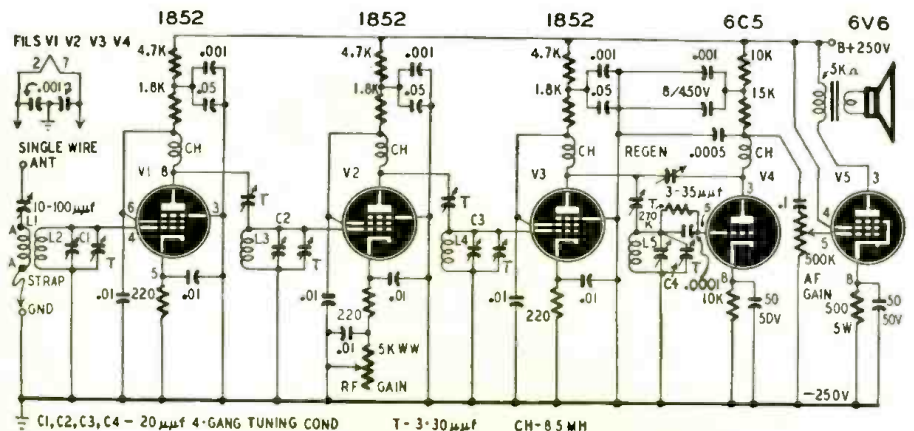 1852 1852 1852 6C5 6V6
FILS V1 V2 V3 V4
2 7
.001
SINGLE WIRE
ANT
10-100μμf
L1
A
A
STRAP
GND
L2
C1
T
4.7K
.001
1.8K
.05
CH
V1
8
6
4
3
5
.01
220
.01
T
L3
C2
T
4.7K
.001
1.8K
.05
CH
V2
.01
220
.01
.01
5K WW
RF GAIN
T
L4
C3
T
4.7K
.001
1.8K
.05
CH
V3
.01
220
.01
.001
8/450V
.0005
REGEN
3-35μμf
T
270
K
L5
C4
T
.0001
10K
15K
CH
V4
3
5
8
10K
50
50V
.1
500K
AF
GAIN
B+250V
5KΩ
V5
3
4
5
8
500
5W
50
50V
-250V
C1,C2,C3,C4 - 20μμf 4-GANG TUNING COND T-3-30μμf CH-8.5MH